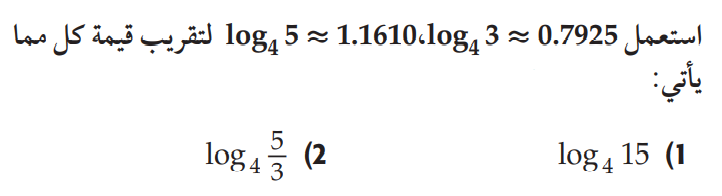 استعمل log₄ 5 ≈ 1.1610،log₄ 3 ≈ 0.7925 لتقريب قيمة كل مما
يأتي:
1) log₄ 15 2) log₄ 5/3